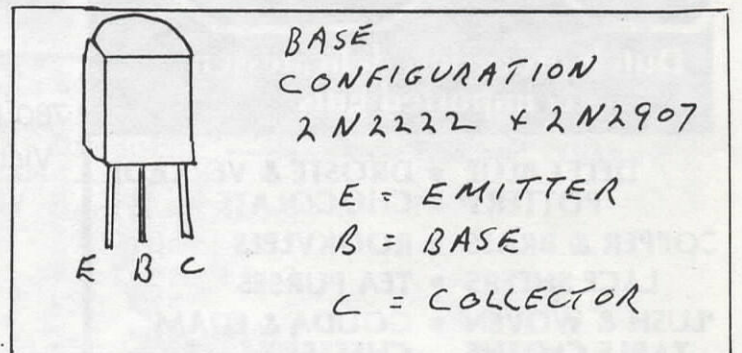 BASE
CONFIGURATION
2N2222 + 2N2907
E = EMITTER
B = BASE
C = COLLECTOR
E B C